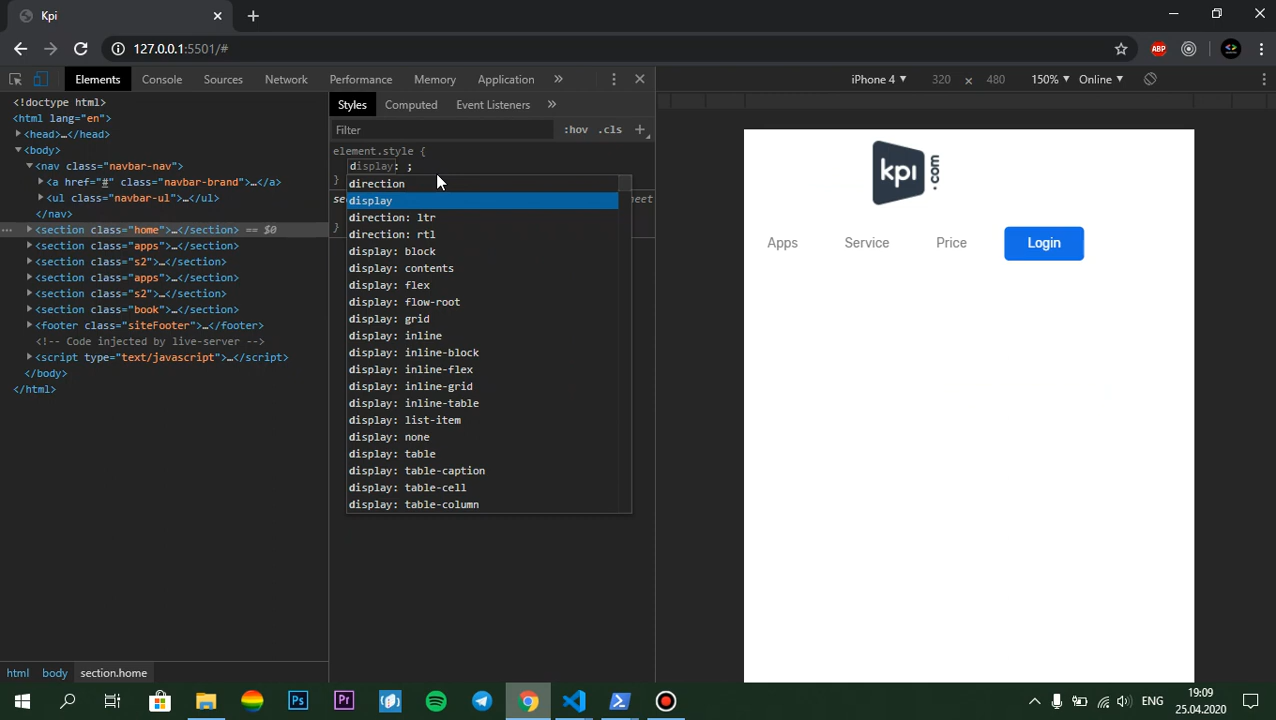 Kpi
127.0.0.1:5501/#
ABP
Elements Console Sources Network Performance Memory Application »
iPhone 4 320 × 480 150% Online
Styles Computed Event Listeners »
Filter :hov .cls +
<!doctype html>
<html lang="en">
<head>…</head>
<body>
<nav class="navbar-nav">
<a href="#" class="navbar-brand">…</a>
<ul class="navbar-ul">…</ul>
</nav>
<section class="home">…</section> == $0
<section class="apps">…</section>
<section class="s2">…</section>
<section class="apps">…</section>
<section class="s2">…</section>
<section class="book">…</section>
<footer class="siteFooter">…</footer>
<!-- Code injected by live-server -->
<script type="text/javascript">…</script>
</body>
</html>
element.style {
display: ;
}
se
eet
}
direction
display
direction: ltr
direction: rtl
display: block
display: contents
display: flex
display: flow-root
display: grid
display: inline
display: inline-block
display: inline-flex
display: inline-grid
display: inline-table
display: list-item
display: none
display: table
display: table-caption
display: table-cell
display: table-column
kpi .com
Apps Service Price Login
html body section.home
Ps Pr
ENG
19:09
25.04.2020